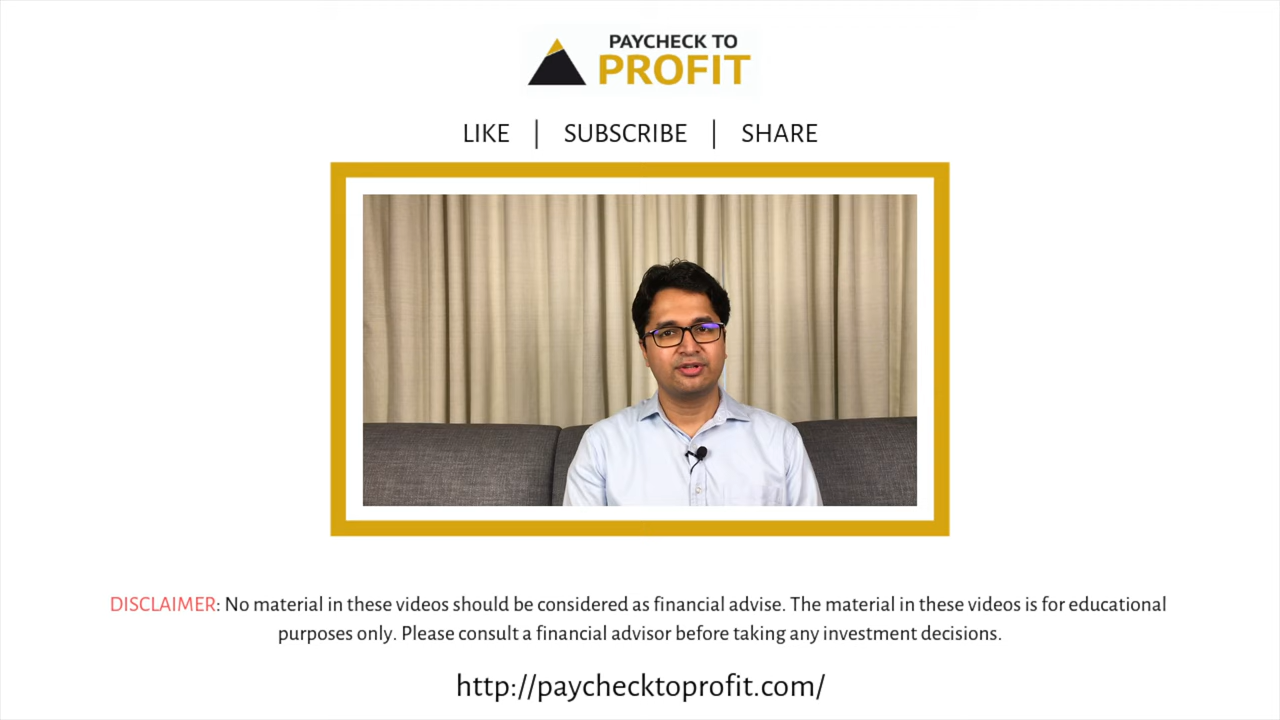 PAYCHECK TO
PROFIT
LIKE | SUBSCRIBE | SHARE
DISCLAIMER: No material in these videos should be considered as financial advise. The material in these videos is for educational
purposes only. Please consult a financial advisor before taking any investment decisions.
http://paychecktoprofit.com/